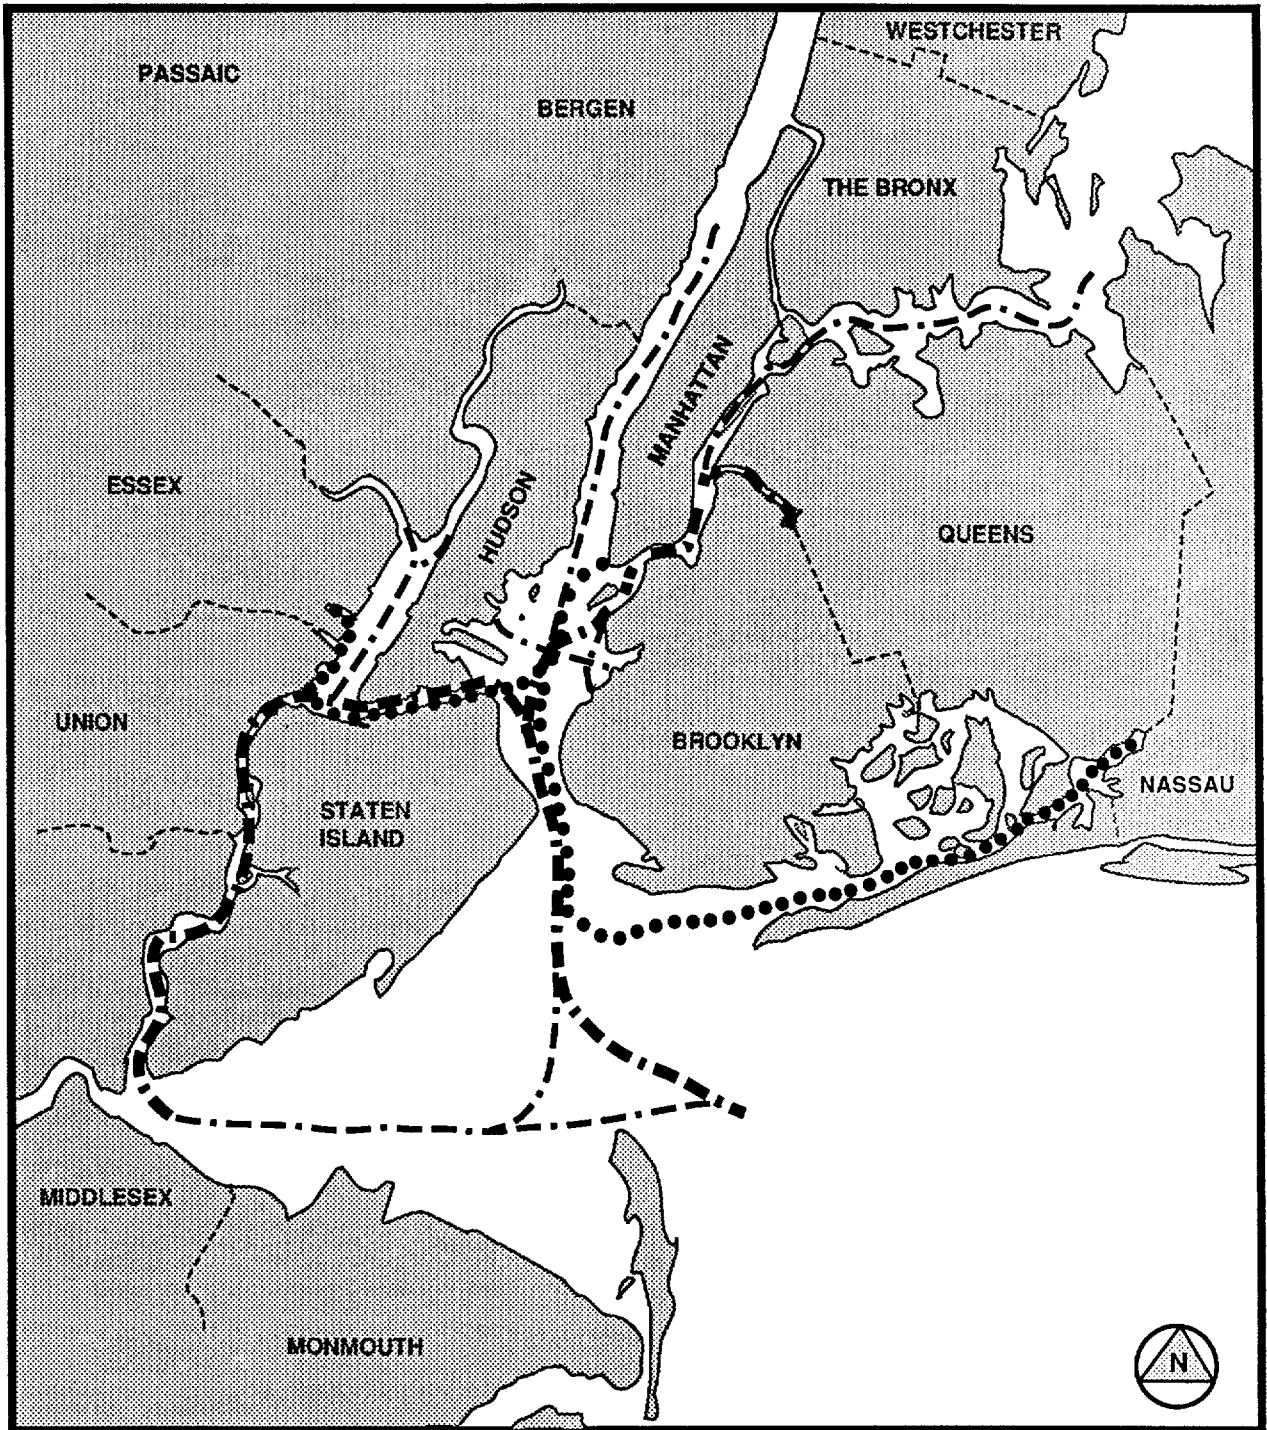 WESTCHESTER
PASSAIC
BERGEN
THE BRONX
MANHATTAN
ESSEX
HUDSON
QUEENS
UNION
BROOKLYN
NASSAU
STATEN
ISLAND
MIDDLESEX
MONMOUTH
N